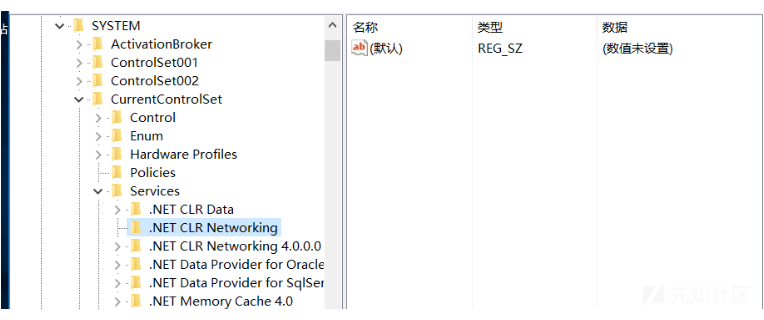 站
SYSTEM
ActivationBroker
ControlSet001
ControlSet002
CurrentControlSet
Control
Enum
Hardware Profiles
Policies
Services
.NET CLR Data
.NET CLR Networking
.NET CLR Networking 4.0.0.0
.NET Data Provider for Oracle
.NET Data Provider for SqlSer
.NET Memory Cache 4.0
名称 类型 数据
ab (默认) REG_SZ (数值未设置)
先知社区